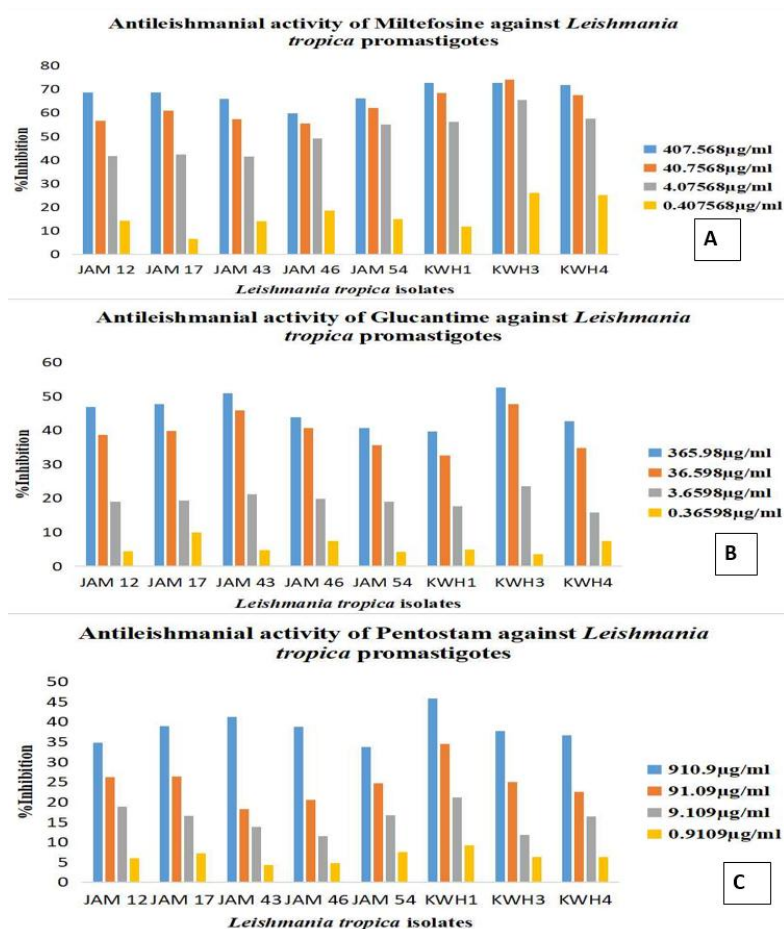 Antileishmanial activity of Miltefosine against Leishmania
tropica promastigotes
80
70
60
50
40
30
20
10
0
%Inhibition
JAM 12 JAM 17 JAM 43 JAM 46 JAM 54 KWH1 KWH3 KWH4
Leishmania tropica isolates
407.568µg/ml
40.7568µg/ml
4.07568µg/ml
0.407568µg/ml
A
Antileishmanial activity of Glucantime against Leishmania
tropica promastigotes
60
50
40
30
20
10
0
%Inhibition
JAM 12 JAM 17 JAM 43 JAM 46 JAM 54 KWH1 KWH3 KWH4
Leishmania tropica isolates
365.98µg/ml
36.598µg/ml
3.6598µg/ml
0.36598µg/ml
B
Antileishmanial activity of Pentostam against Leishmania
tropica promastigotes
50
45
40
35
30
25
20
15
10
5
0
%Inhibition
JAM 12 JAM 17 JAM 43 JAM 46 JAM 54 KWH1 KWH3 KWH4
Leishmania tropica isolates
910.9µg/ml
91.09µg/ml
9.109µg/ml
0.9109µg/ml
C